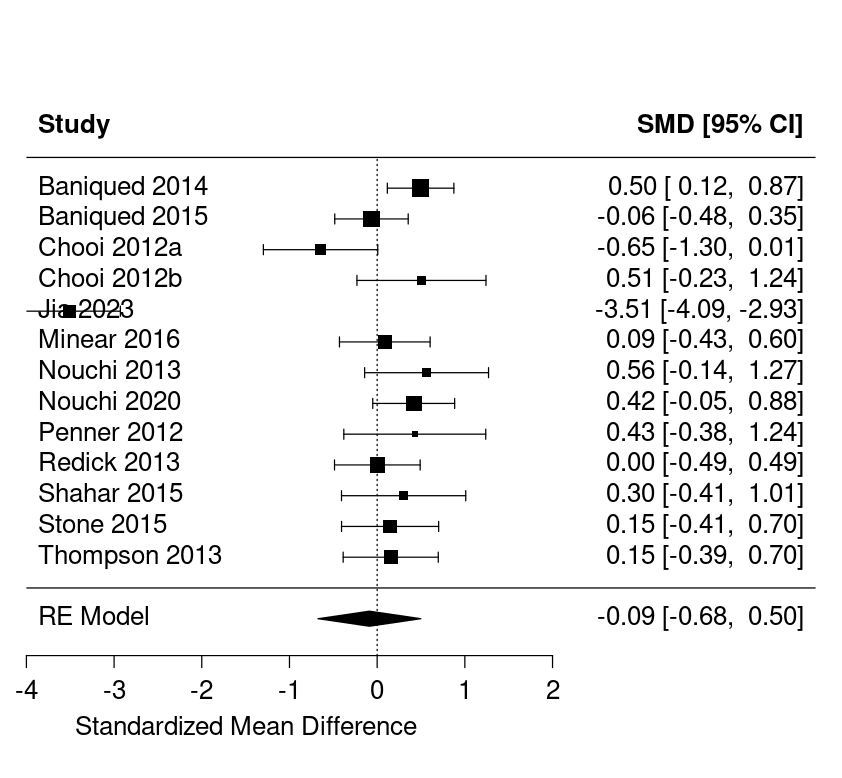 Study SMD [95% CI]
Baniqued 2014 0.50 [ 0.12, 0.87]
Baniqued 2015 -0.06 [-0.48, 0.35]
Chooi 2012a -0.65 [-1.30, 0.01]
Chooi 2012b 0.51 [-0.23, 1.24]
Jia 2023 -3.51 [-4.09, -2.93]
Minear 2016 0.09 [-0.43, 0.60]
Nouchi 2013 0.56 [-0.14, 1.27]
Nouchi 2020 0.42 [-0.05, 0.88]
Penner 2012 0.43 [-0.38, 1.24]
Redick 2013 0.00 [-0.49, 0.49]
Shahar 2015 0.30 [-0.41, 1.01]
Stone 2015 0.15 [-0.41, 0.70]
Thompson 2013 0.15 [-0.39, 0.70]
RE Model -0.09 [-0.68, 0.50]
-4 -3 -2 -1 0 1 2
Standardized Mean Difference